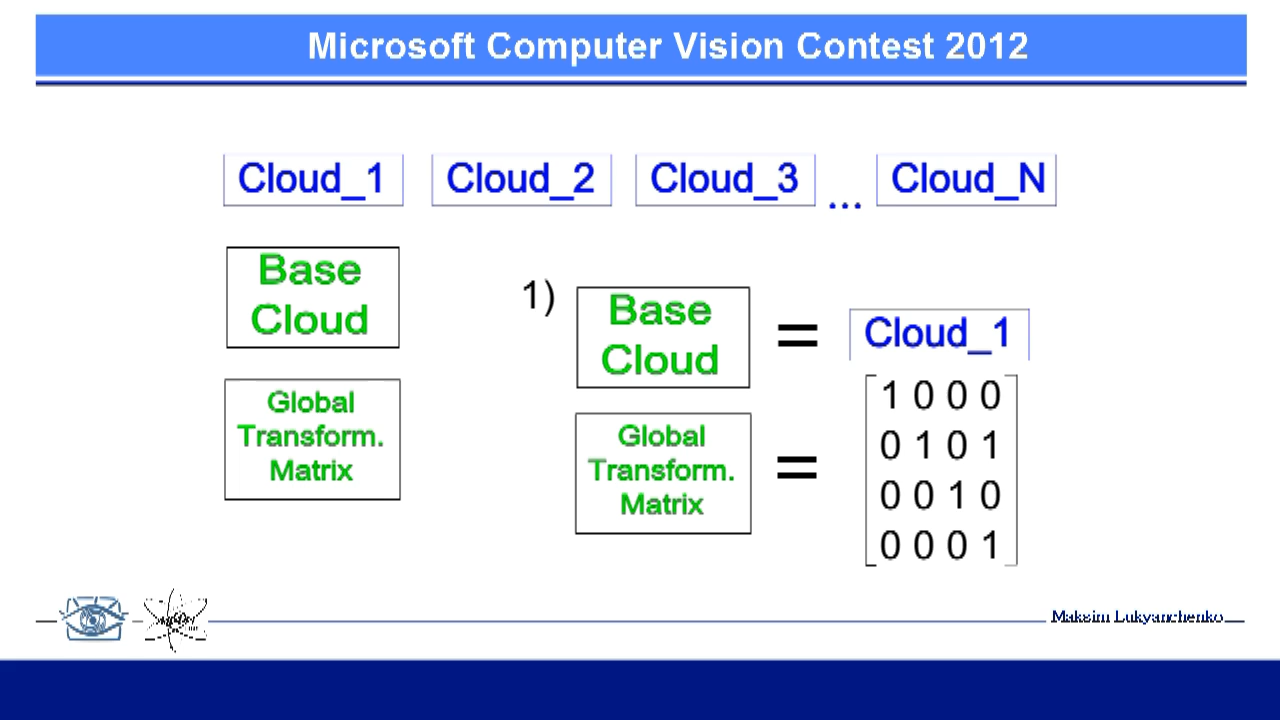 Microsoft Computer Vision Contest 2012
Cloud_1 Cloud_2 Cloud_3 ... Cloud_N
Base
Cloud
Global
Transform.
Matrix
1)
Base
Cloud
=
Cloud_1
Global
Transform.
Matrix
=
1 0 0 0
0 1 0 1
0 0 1 0
0 0 0 1
Maksim Lukyanchenko